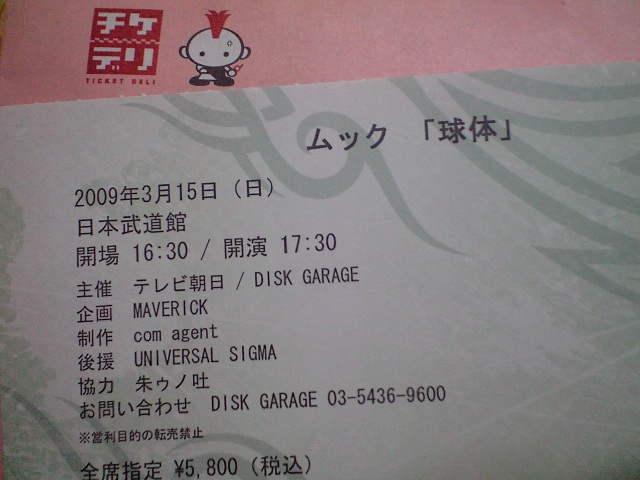 チケ
デリ
TICKET DELI
ムック 「球体」
2009年3月15日（日）
日本武道館
開場 16:30 / 開演 17:30
主催 テレビ朝日 / DISK GARAGE
企画 MAVERICK
制作 com agent
後援 UNIVERSAL SIGMA
協力 朱ゥノ吐
お問い合わせ DISK GARAGE 03-5436-9600
※営利目的の転売禁止
全席指定 ¥5,800（税込）